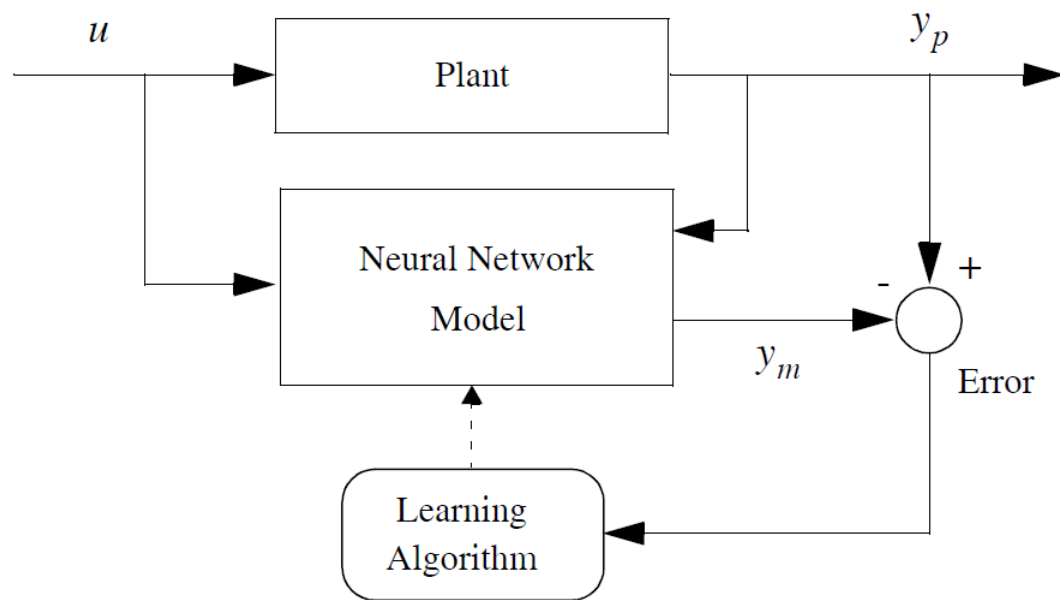 u
y_p
Plant
Neural Network
Model
-
+
y_m
Error
Learning
Algorithm